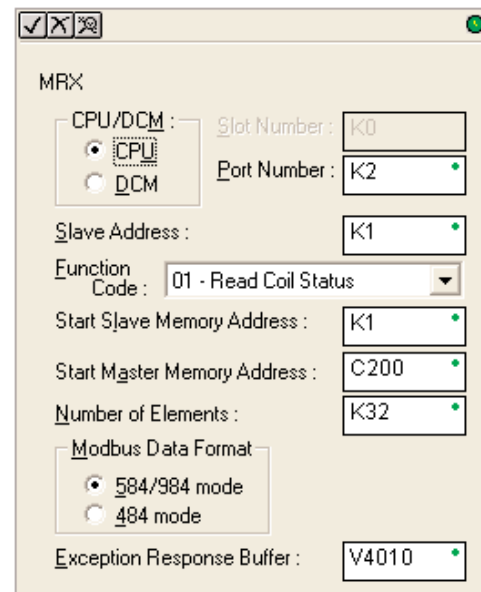 MRX
CPU/DCM :
CPU
DCM
Slot Number : K0
Port Number : K2
Slave Address : K1
Function Code : 01 - Read Coil Status
Start Slave Memory Address : K1
Start Master Memory Address : C200
Number of Elements : K32
Modbus Data Format
584/984 mode
484 mode
Exception Response Buffer : V4010